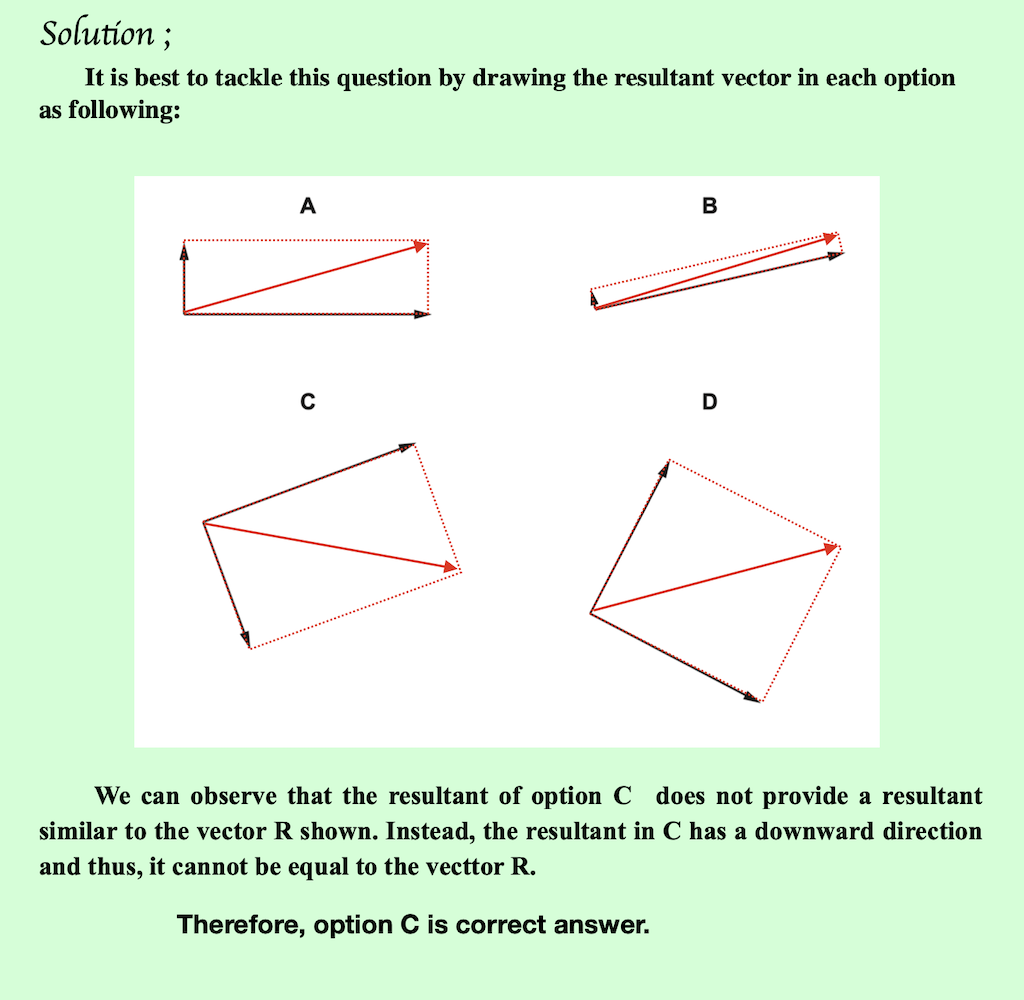 Solution ;
It is best to tackle this question by drawing the resultant vector in each option
as following:
A
B
C
D
We can observe that the resultant of option C does not provide a resultant
similar to the vector R shown. Instead, the resultant in C has a downward direction
and thus, it cannot be equal to the vecttor R.
Therefore, option C is correct answer.